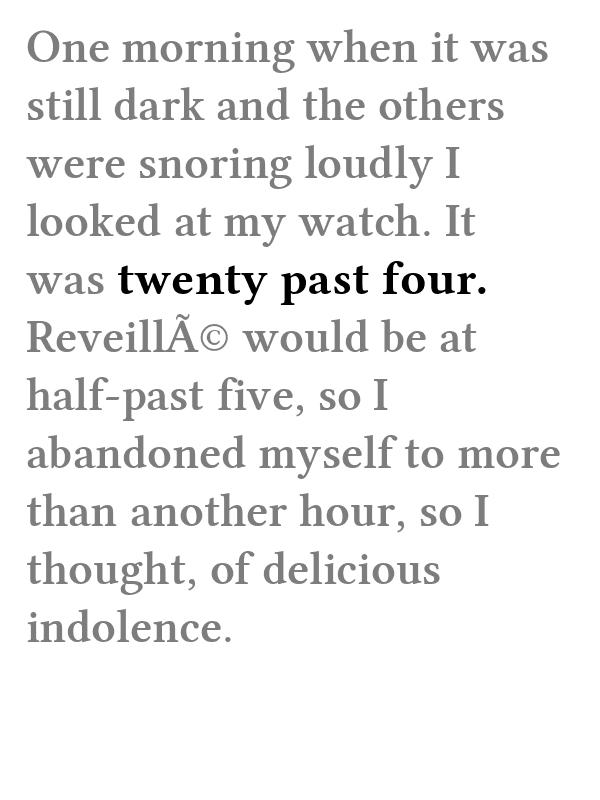 One morning when it was
still dark and the others
were snoring loudly I
looked at my watch. It
was twenty past four.
ReveillÃ© would be at
half-past five, so I
abandoned myself to more
than another hour, so I
thought, of delicious
indolence.